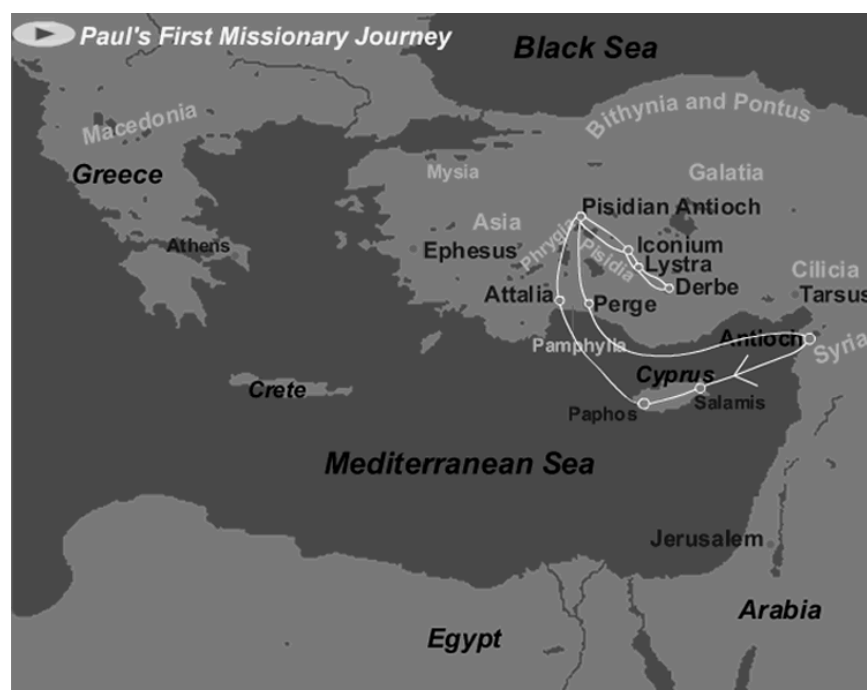 Paul's First Missionary Journey
Black Sea
Bithynia and Pontus
Macedonia
Greece
Mysia
Galatia
Pisidian Antioch
Asia
Phrygia
Pisidia
Athens
Ephesus
Iconium
Lystra
Cilicia
Derbe
Tarsus
Attalia
Perge
Pamphylia
Antioch
Syria
Cyprus
Crete
Salamis
Paphos
Mediterranean Sea
Jerusalem
Arabia
Egypt